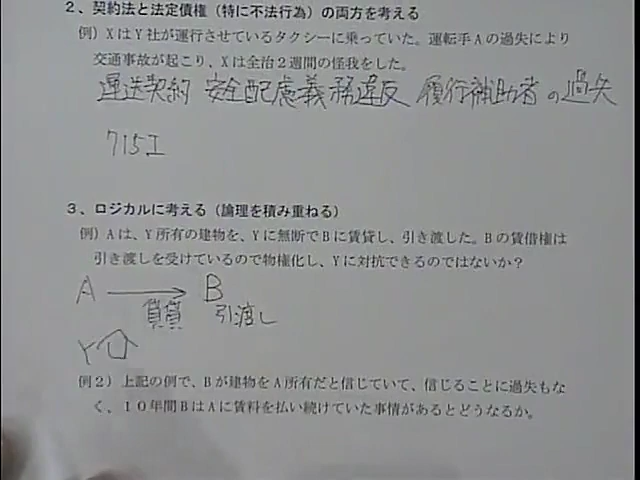 2、契約法と法定債権（特に不法行為）の両方を考える
例）XはY社が運行させているタクシーに乗っていた。運転手Aの過失により
交通事故が起こり、Xは全治2週間の怪我をした。
運送契約 安全配慮義務違反 履行補助者の過失
715I
3、ロジカルに考える（論理を積み重ねる）
例）Aは、Y所有の建物を、Yに無断でBに賃貸し、引き渡した。Bの賃借権は
引き渡しを受けているので物権化し、Yに対抗できるのではないか？
A → B
賃貸 引渡し
Y
例2）上記の例で、Bが建物をA所有だと信じていて、信じることに過失もな
く、10年間BはAに賃料を払い続けていた事情があるとどうなるか。